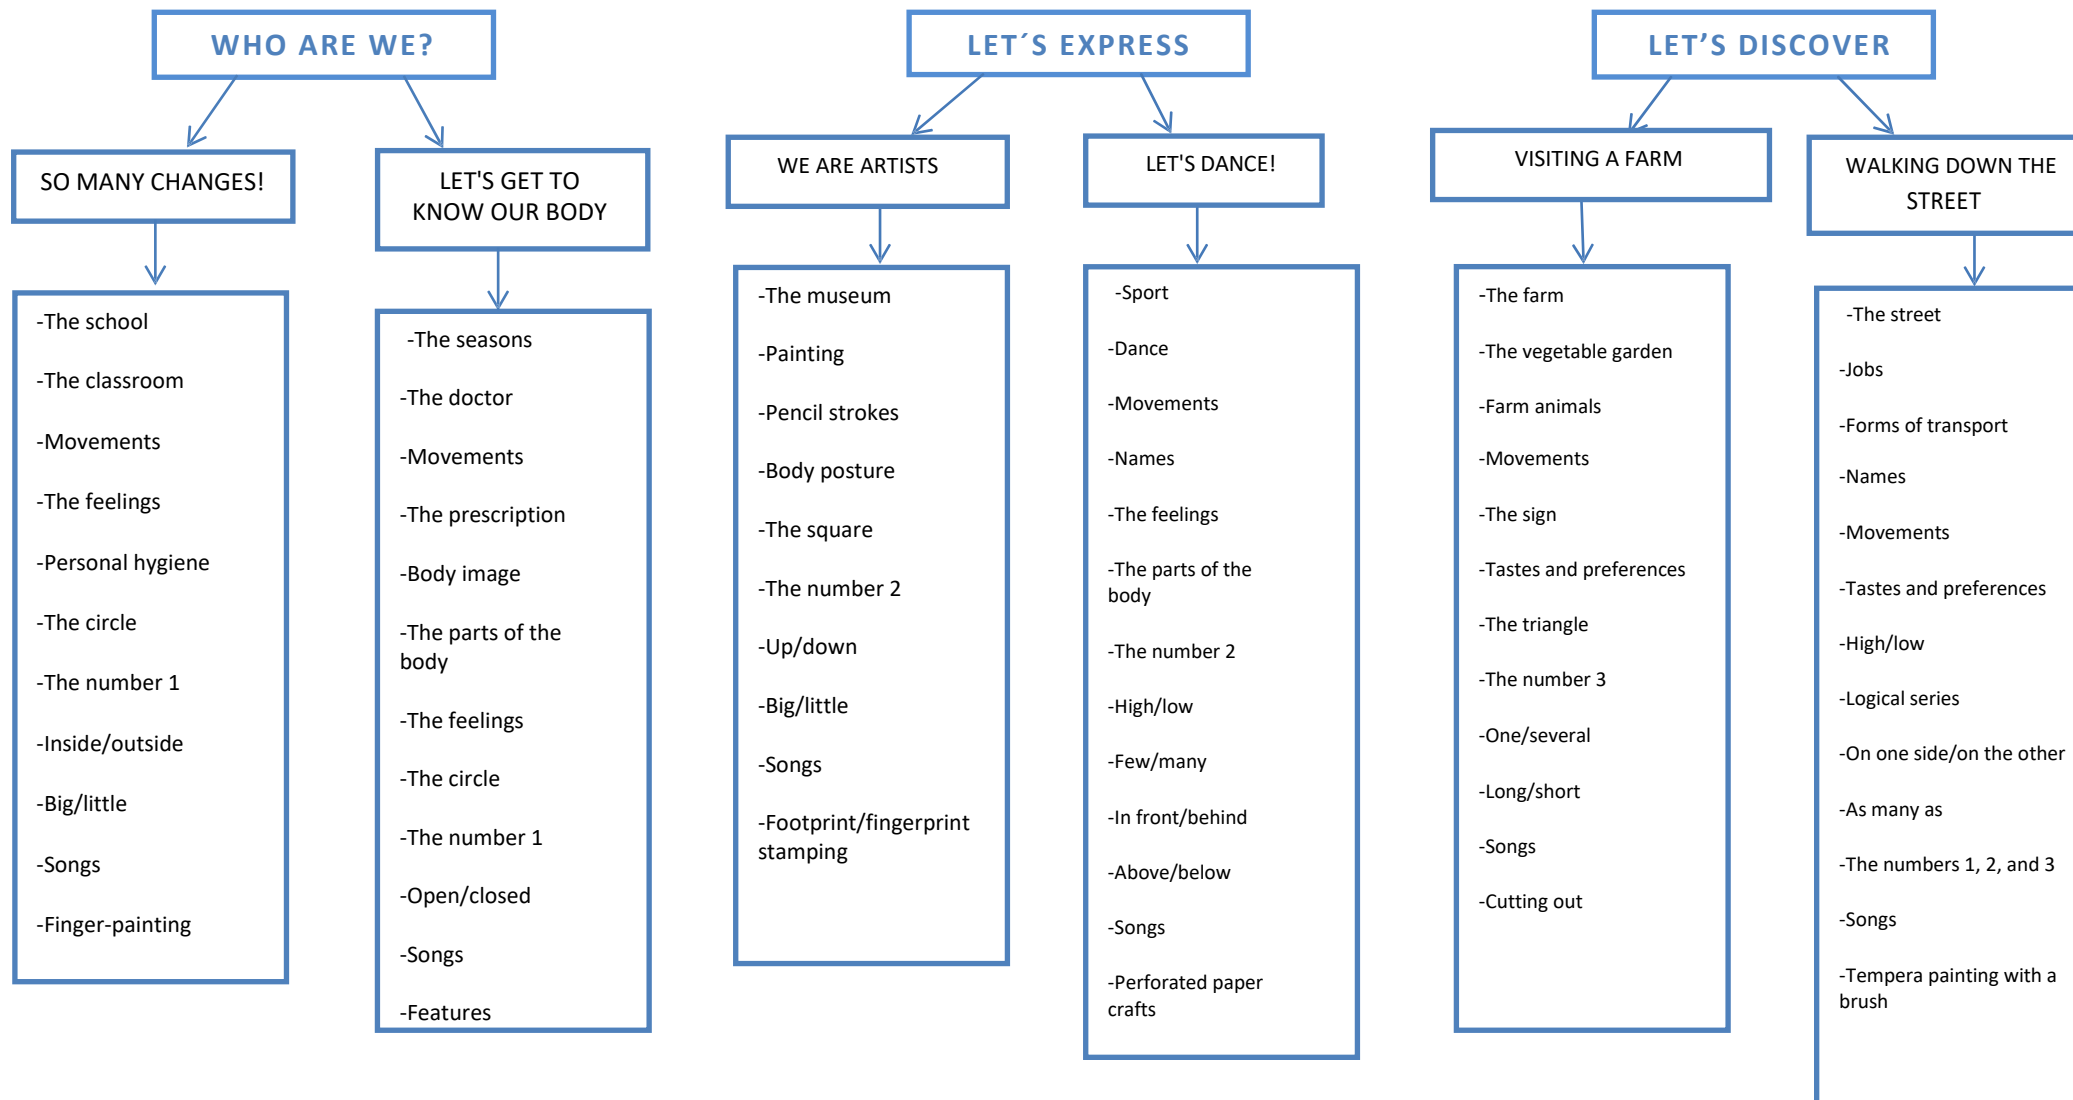 WHO ARE WE?
SO MANY CHANGES!
-The school
-The classroom
-Movements
-The feelings
-Personal hygiene
-The circle
-The number 1
-Inside/outside
-Big/little
-Songs
-Finger-painting
LET'S GET TO
KNOW OUR BODY
-The seasons
-The doctor
-Movements
-The prescription
-Body image
-The parts of the
body
-The feelings
-The circle
-The number 1
-Open/closed
-Songs
-Features
LET´S EXPRESS
WE ARE ARTISTS
-The museum
-Painting
-Pencil strokes
-Body posture
-The square
-The number 2
-Up/down
-Big/little
-Songs
-Footprint/fingerprint
stamping
LET'S DANCE!
-Sport
-Dance
-Movements
-Names
-The feelings
-The parts of the
body
-The number 2
-High/low
-Few/many
-In front/behind
-Above/below
-Songs
-Perforated paper
crafts
LET’S DISCOVER
VISITING A FARM
-The farm
-The vegetable garden
-Farm animals
-Movements
-The sign
-Tastes and preferences
-The triangle
-The number 3
-One/several
-Long/short
-Songs
-Cutting out
WALKING DOWN THE
STREET
-The street
-Jobs
-Forms of transport
-Names
-Movements
-Tastes and preferences
-High/low
-Logical series
-On one side/on the other
-As many as
-The numbers 1, 2, and 3
-Songs
-Tempera painting with a
brush